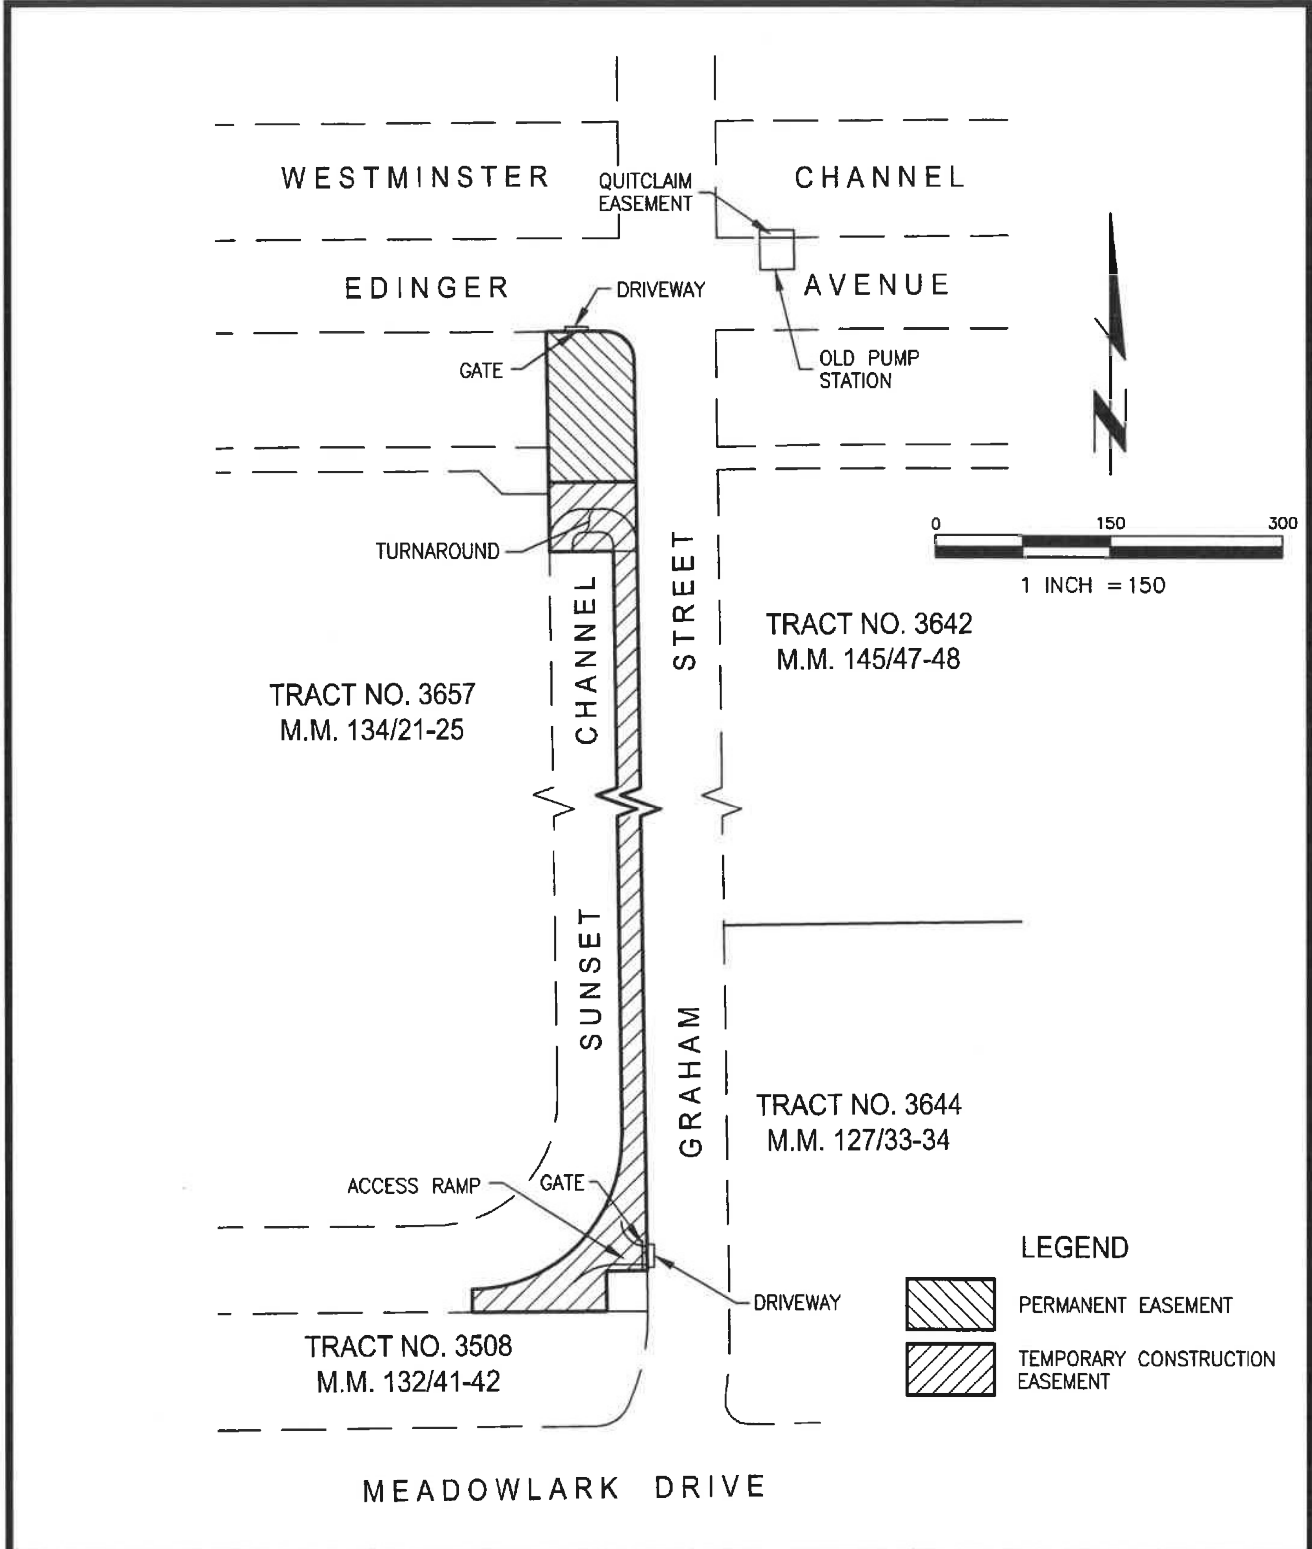 WESTMINSTER
CHANNEL
QUITCLAIM
EASEMENT
EDINGER
AVENUE
DRIVEWAY
GATE
OLD PUMP
STATION
N
0 150 300
1 INCH = 150
TURNAROUND
CHANNEL
STREET
TRACT NO. 3642
M.M. 145/47-48
TRACT NO. 3657
M.M. 134/21-25
SUNSET
GRAHAM
TRACT NO. 3644
M.M. 127/33-34
ACCESS RAMP
GATE
DRIVEWAY
LEGEND
PERMANENT EASEMENT
TEMPORARY CONSTRUCTION
EASEMENT
TRACT NO. 3508
M.M. 132/41-42
MEADOWLARK DRIVE